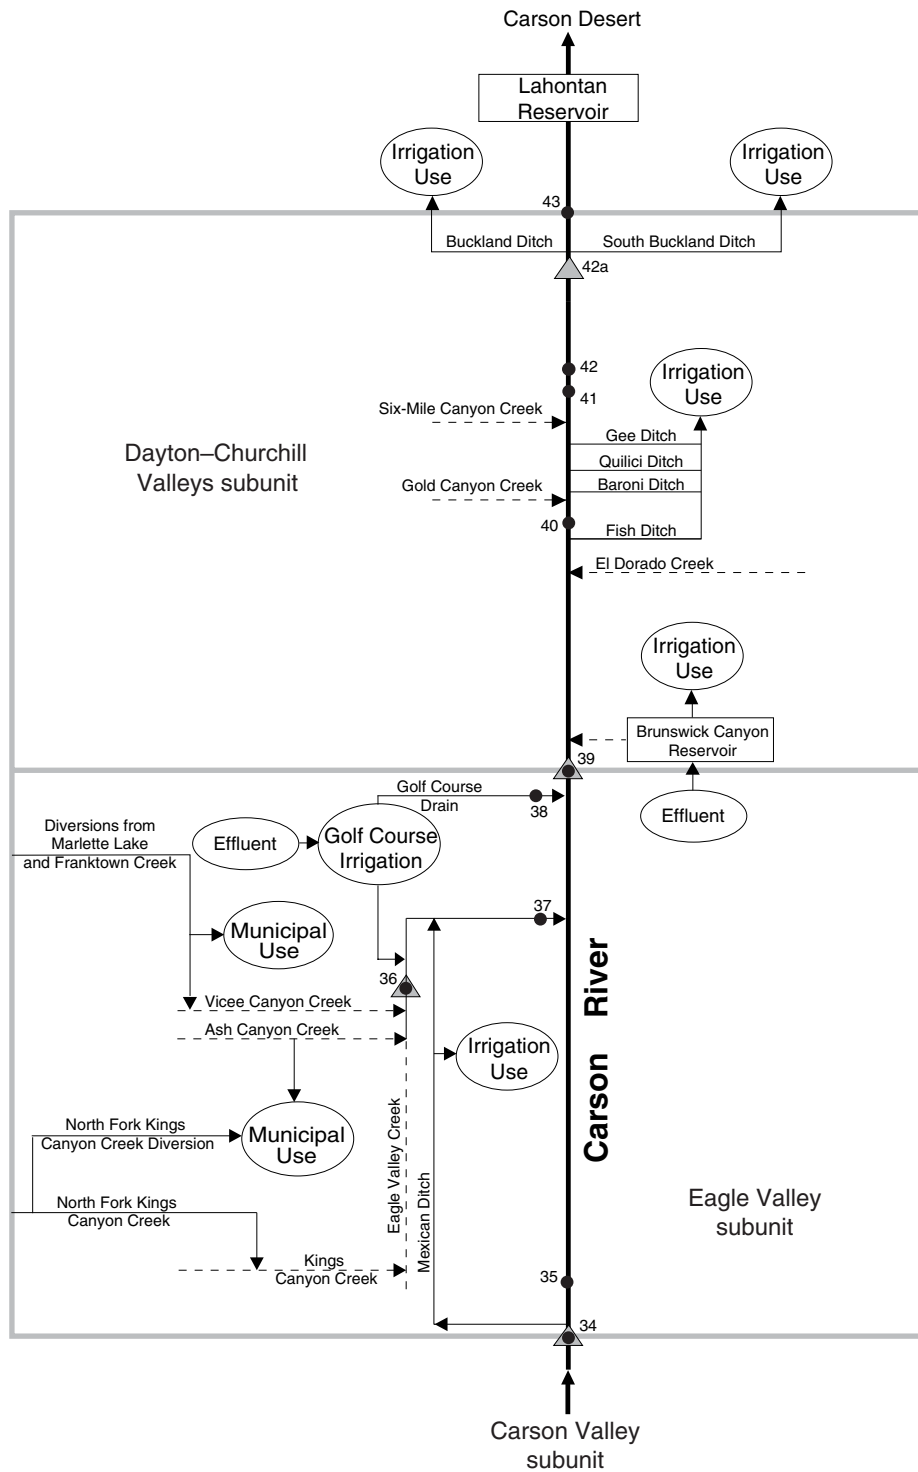 Carson Desert
Lahontan
Reservoir
Irrigation
Use
Irrigation
Use
43
Buckland Ditch
South Buckland Ditch
42a
42
41
Irrigation
Use
Six-Mile Canyon Creek
Gee Ditch
Dayton–Churchill
Valleys subunit
Quilici Ditch
Gold Canyon Creek
Baroni Ditch
40
Fish Ditch
El Dorado Creek
Irrigation
Use
Brunswick Canyon
Reservoir
39
Golf Course
Drain
38
Effluent
Diversions from
Marlette Lake
and Franktown Creek
Effluent
Golf Course
Irrigation
37
Municipal
Use
36
Vicee Canyon Creek
Ash Canyon Creek
Irrigation
Use
Carson River
North Fork Kings
Canyon Creek Diversion
Municipal
Use
Eagle Valley Creek
Mexican Ditch
North Fork Kings
Canyon Creek
Eagle Valley
subunit
Kings
Canyon Creek
35
34
Carson Valley
subunit